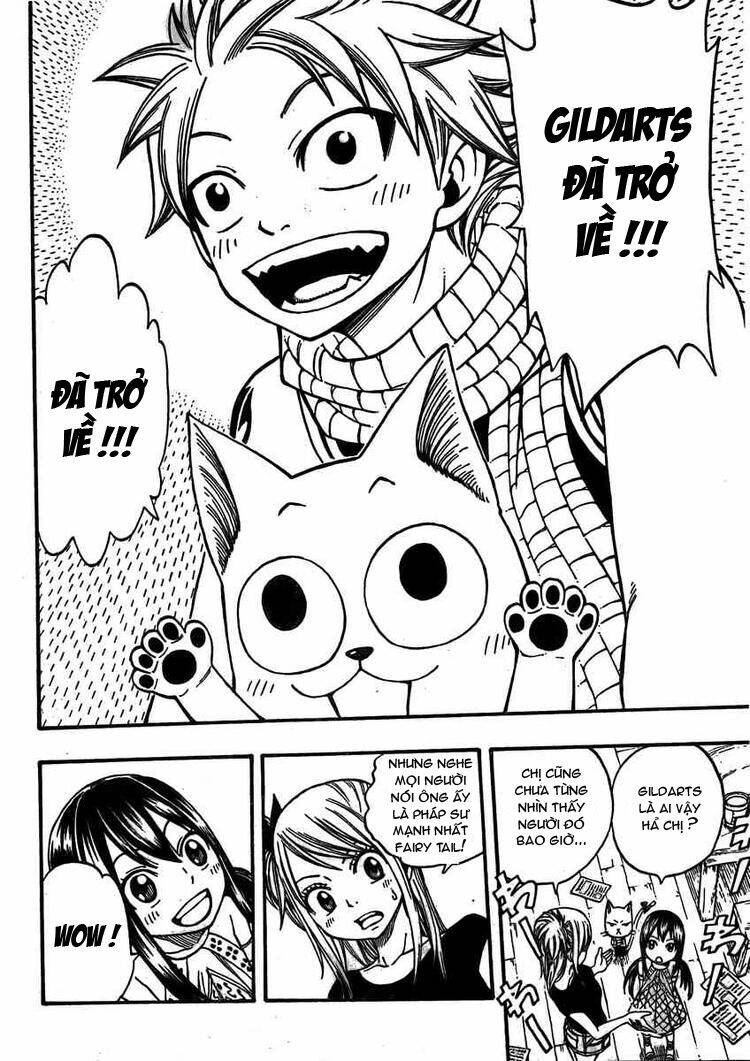 GILDARTS
ĐÃ TRỞ
VỀ !!!
ĐÃ TRỞ
VỀ !!!
GILDARTS
LÀ AI VẬY
HẢ CHỊ ?
CHỊ CŨNG
CHƯA TỪNG
NHÌN THẤY
NGƯỜI ĐÓ
BAO GIỜ...
NHƯNG NGHE
MỌI NGƯỜI
NÓI ÔNG ẤY
LÀ PHÁP SƯ
MẠNH NHẤT
FAIRY TAIL!
WOW !